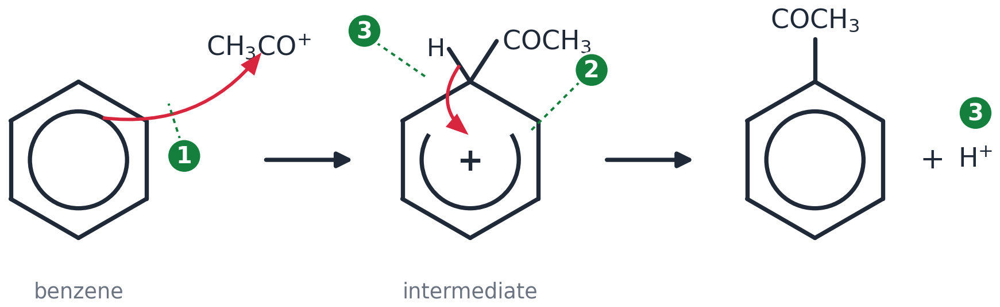 CH₃CO⁺
1
benzene
3
H
COCH₃
2
+
intermediate
COCH₃
3
+ H⁺